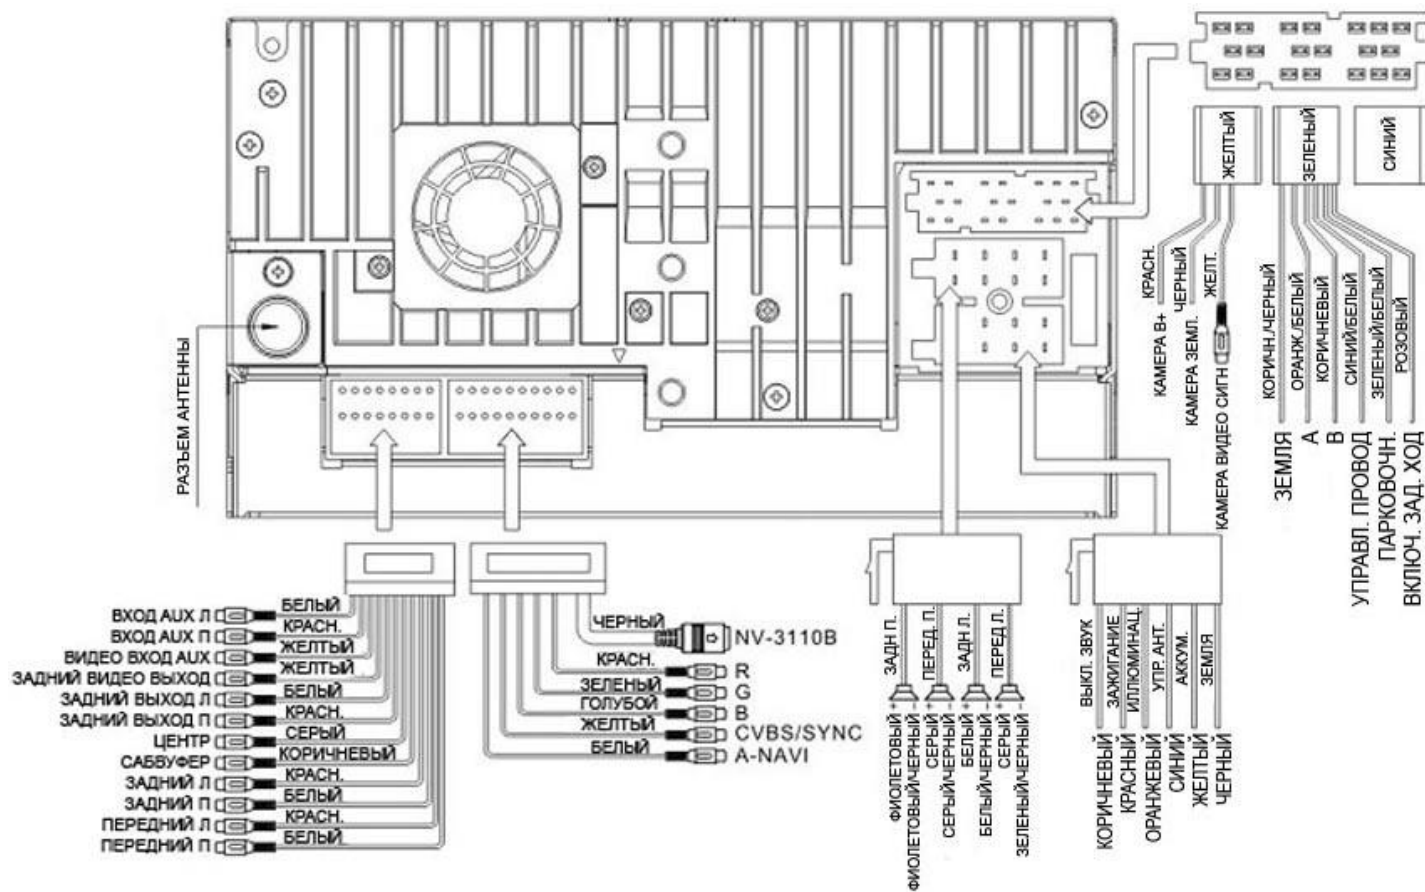 РАЗЪЕМ АНТЕННЫ
ЖЕЛТЫЙ
ЗЕЛЕНЫЙ
СИНИЙ
КРАСН.
ЧЕРНЫЙ
ЖЕЛТ.
КАМЕРА B+
КАМЕРА ЗЕМЛ.
КАМЕРА ВИДЕО СИГН
КОРИЧН./ЧЕРНЫЙ
ОРАНЖ./БЕЛЫЙ
КОРИЧНЕВЫЙ
СИНИЙ/БЕЛЫЙ
ЗЕЛЕНЫЙ/БЕЛЫЙ
РОЗОВЫЙ
ЗЕМЛЯ
A
B
УПРАВЛ. ПРОВОД
ПАРКОВОЧН.
ВКЛЮЧ. ЗАД. ХОД
ВХОД AUX Л БЕЛЫЙ
ВХОД AUX П КРАСН.
ВИДЕО ВХОД AUX ЖЕЛТЫЙ
ЗАДНИЙ ВИДЕО ВЫХОД ЖЕЛТЫЙ
ЗАДНИЙ ВЫХОД Л БЕЛЫЙ
ЗАДНИЙ ВЫХОД П КРАСН.
ЦЕНТР СЕРЫЙ
САБВУФЕР КОРИЧНЕВЫЙ
ЗАДНИЙ Л КРАСН.
ЗАДНИЙ П БЕЛЫЙ
ПЕРЕДНИЙ Л КРАСН.
ПЕРЕДНИЙ П БЕЛЫЙ
ЧЕРНЫЙ NV-3110B
КРАСН. R
ЗЕЛЕНЫЙ G
ГОЛУБОЙ B
ЖЕЛТЫЙ CVBS/SYNC
БЕЛЫЙ A-NAVI
ЗАДН П.
ПЕРЕД. П.
ЗАДН Л.
ПЕРЕД Л.
ФИОЛЕТОВЫЙ +
ФИОЛЕТОВЫЙ/ЧЕРНЫЙ -
СЕРЫЙ +
СЕРЫЙ/ЧЕРНЫЙ -
БЕЛЫЙ +
БЕЛЫЙ/ЧЕРНЫЙ -
СЕРЫЙ +
ЗЕЛЕНЫЙ/ЧЕРНЫЙ -
ВЫКЛ. ЗВУК
ЗАЖИГАНИЕ
ИЛЛЮМИНАЦ.
УПР. АНТ.
АККУМ.
ЗЕМЛЯ
КОРИЧНЕВЫЙ
КРАСНЫЙ
ОРАНЖЕВЫЙ
СИНИЙ
ЖЕЛТЫЙ
ЧЕРНЫЙ